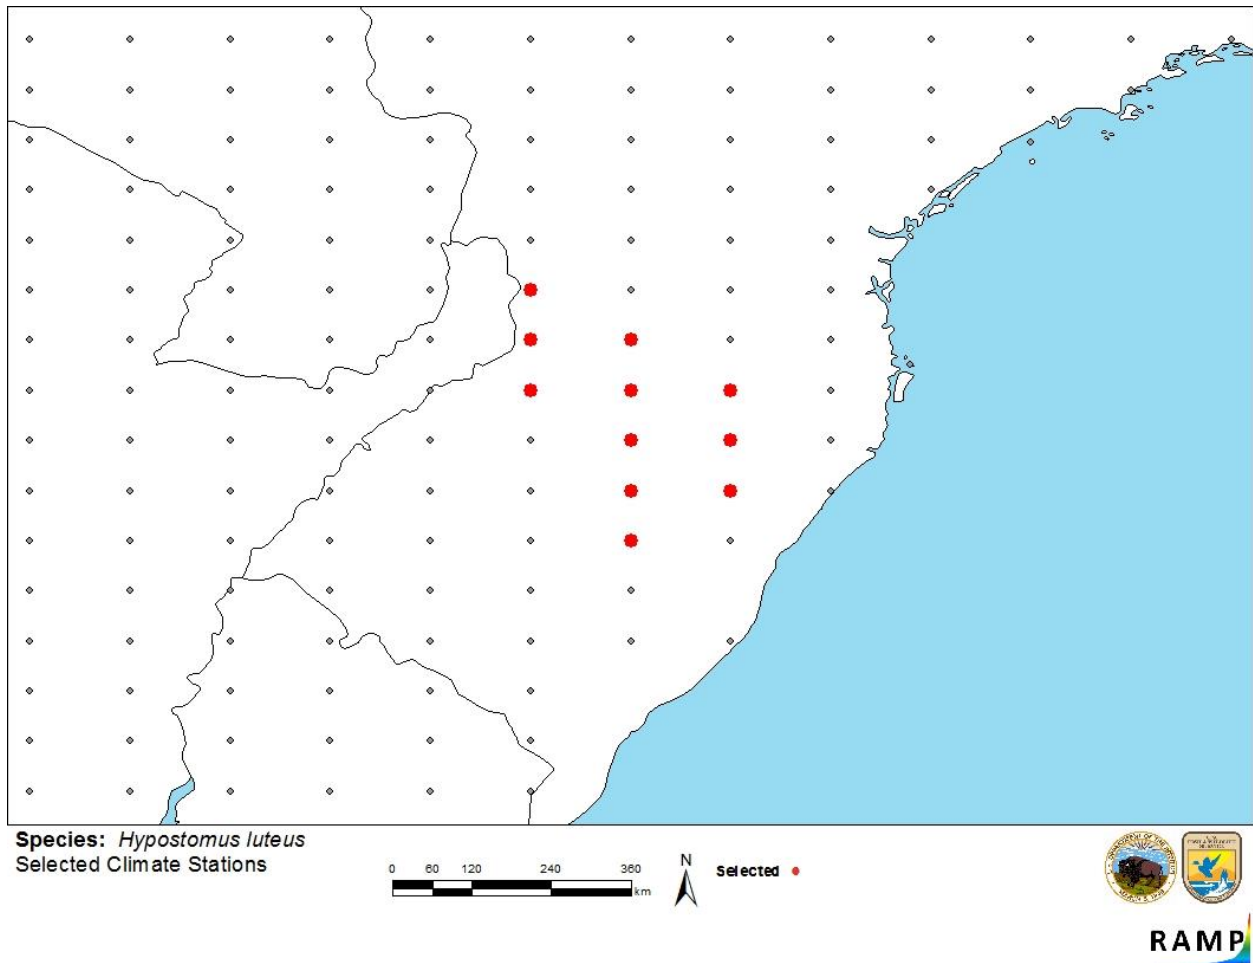 Species: Hypostomus luteus
Selected Climate Stations
0 60 120 240 360
km
N
Selected
RAMP